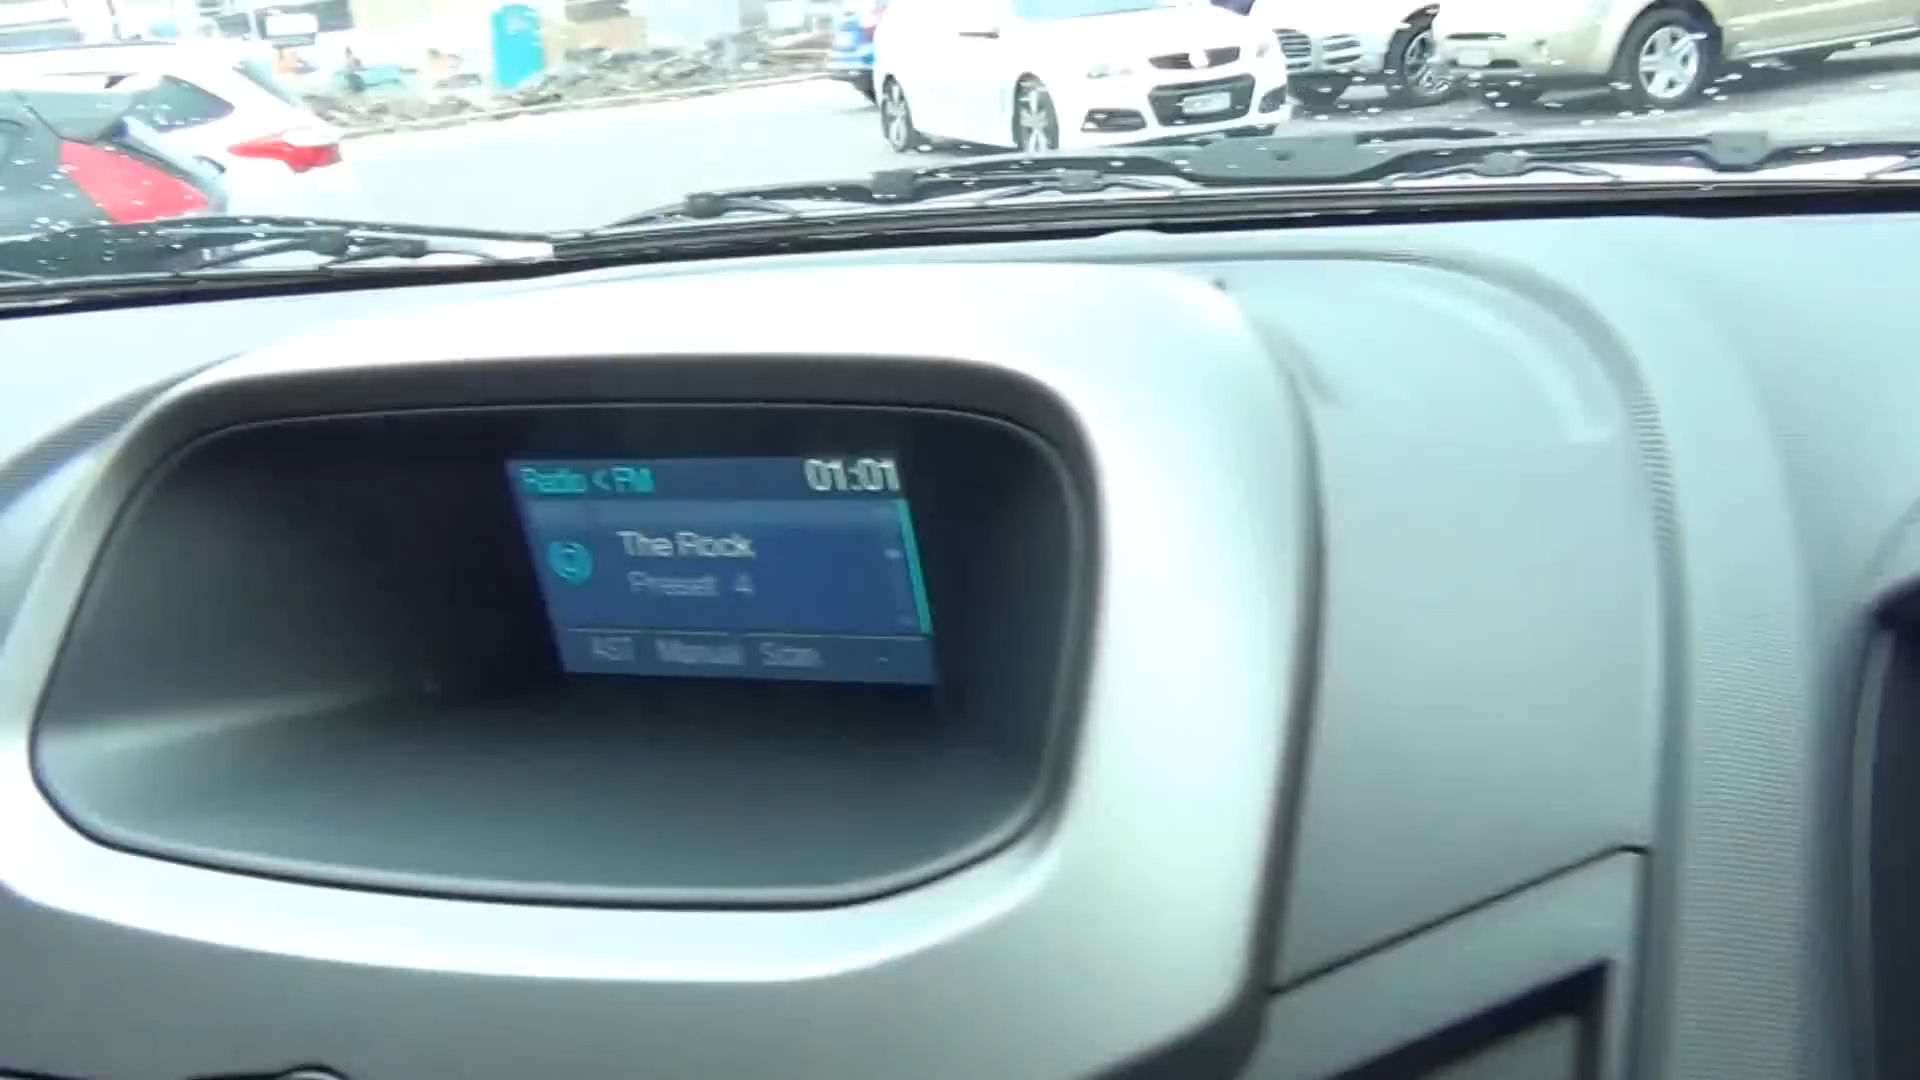 Radio < FM 01:01
The Rock
Preset 4
AST Manual Scan